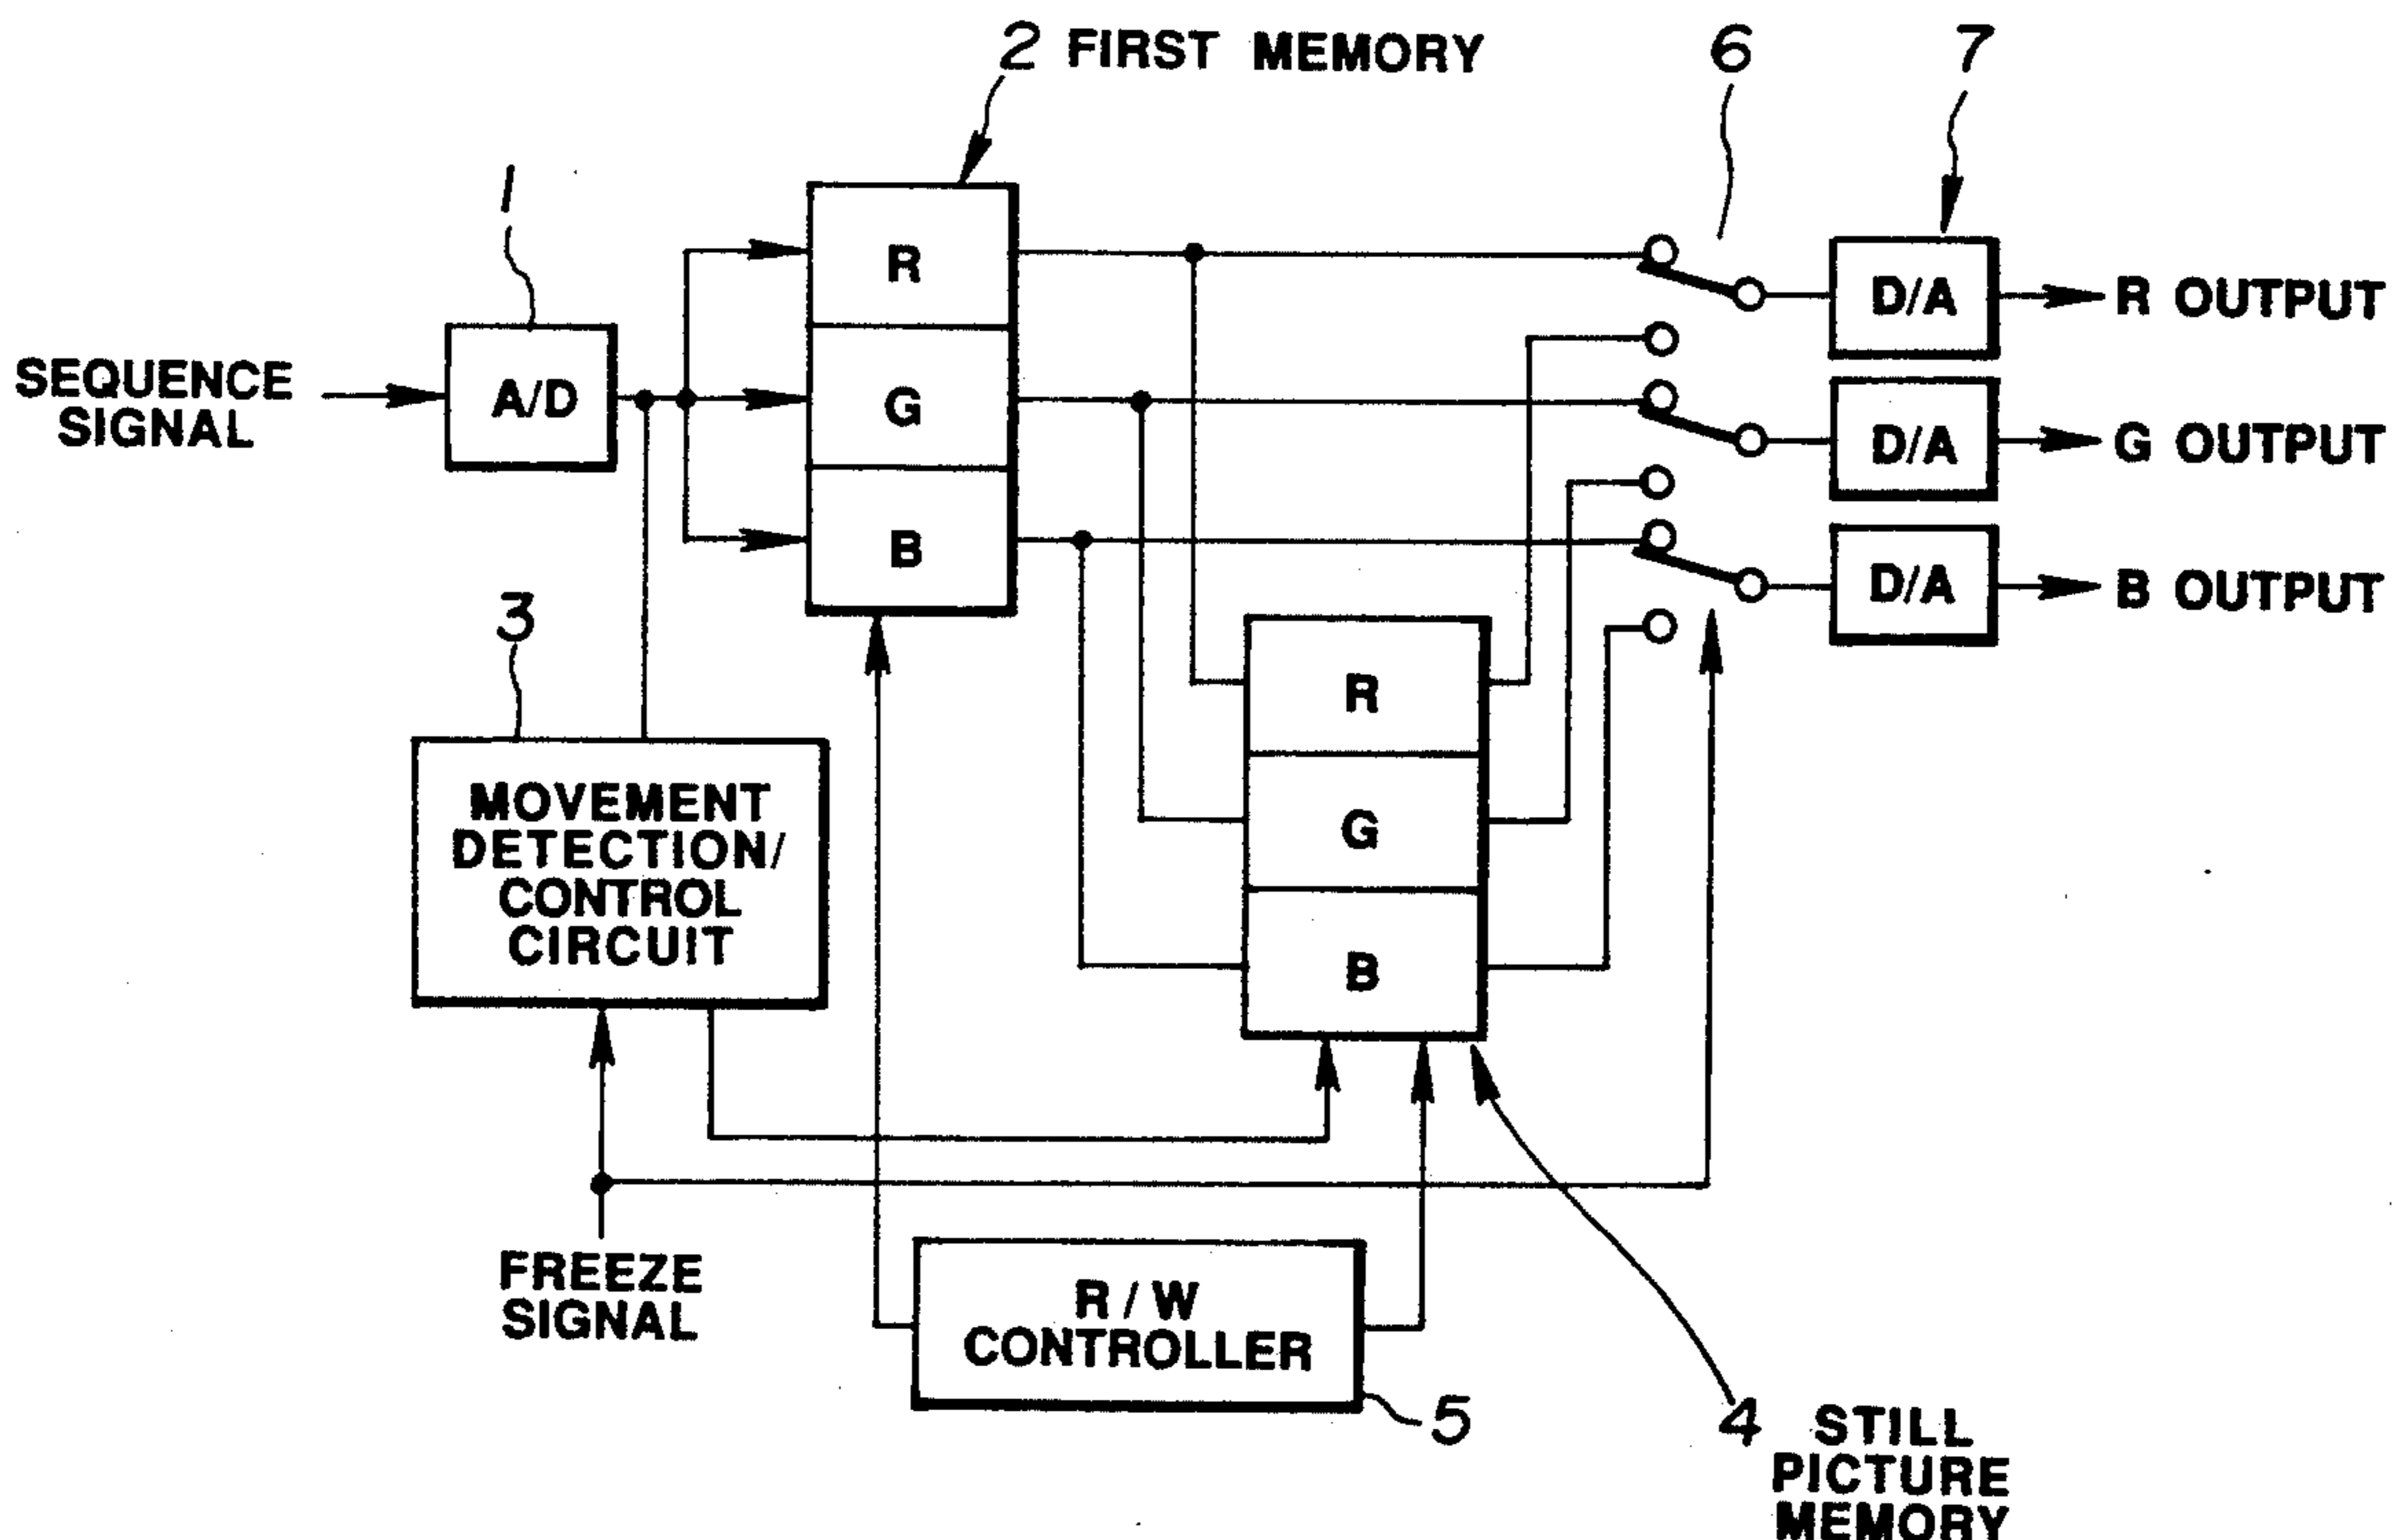 2 FIRST MEMORY
6
7
1
R
G
B
D/A
R OUTPUT
SEQUENCE
SIGNAL
A/D
D/A
G OUTPUT
D/A
B OUTPUT
3
MOVEMENT
DETECTION/
CONTROL
CIRCUIT
R
G
B
FREEZE
SIGNAL
R/W
CONTROLLER
5
4 STILL
PICTURE
MEMORY